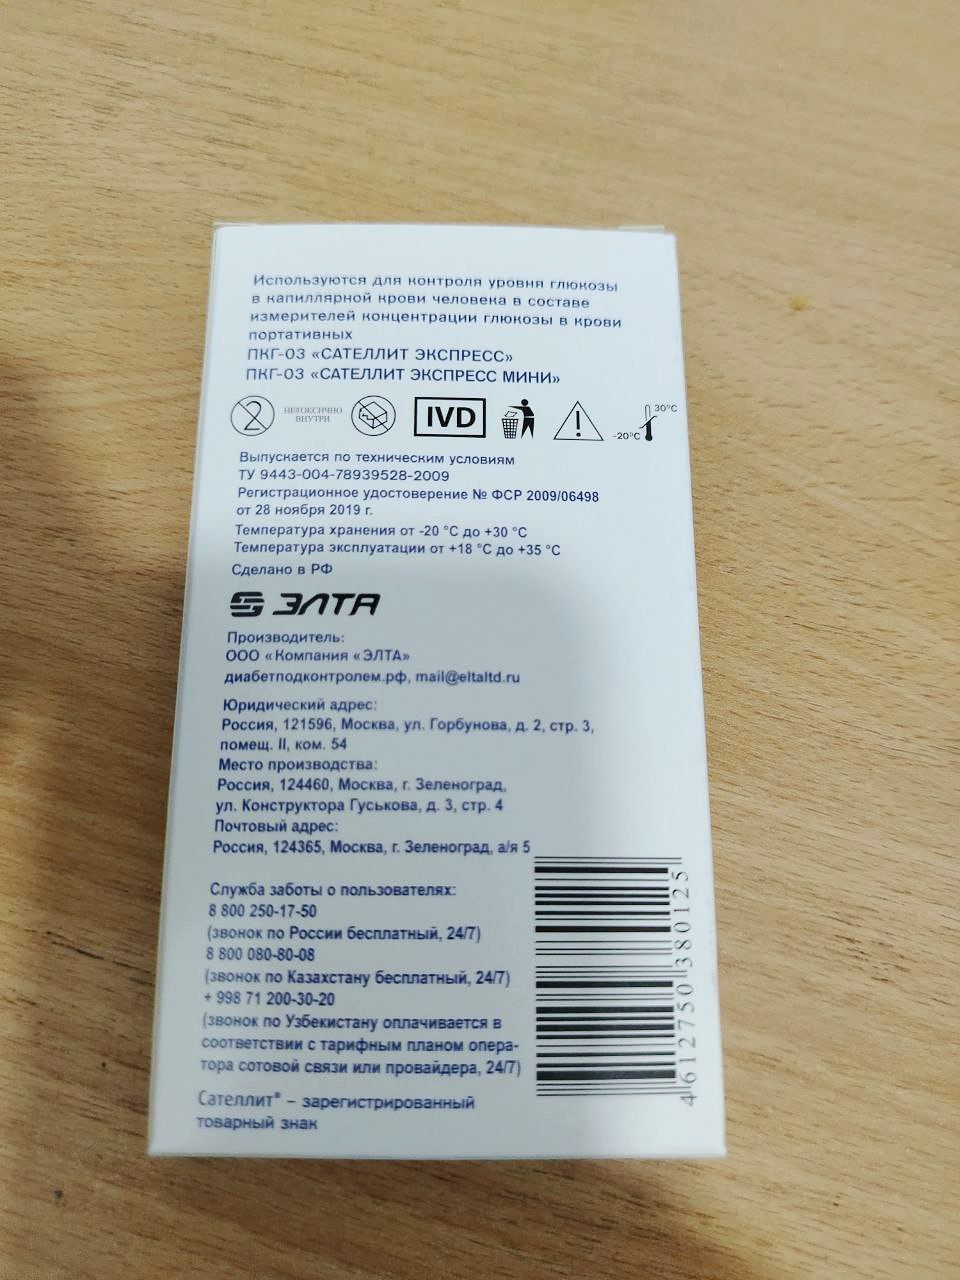 Используются для контроля уровня глюкозы
в капиллярной крови человека в составе
измерителей концентрации глюкозы в крови
портативных
ПКГ-03 «САТЕЛЛИТ ЭКСПРЕСС»
ПКГ-03 «САТЕЛЛИТ ЭКСПРЕСС МИНИ»
2
НЕТОКСИЧНО
ВНУТРИ
IVD
-20°C
30°C
Выпускается по техническим условиям
ТУ 9443-004-78939528-2009
Регистрационное удостоверение № ФСР 2009/06498
от 28 ноября 2019 г.
Температура хранения от -20 °C до +30 °C
Температура эксплуатации от +18 °C до +35 °C
Сделано в РФ
ЭЛТА
Производитель:
ООО «Компания «ЭЛТА»
диабетподконтролем.рф, mail@eltaltd.ru
Юридический адрес:
Россия, 121596, Москва, ул. Горбунова, д. 2, стр. 3,
помещ. II, ком. 54
Место производства:
Россия, 124460, Москва, г. Зеленоград,
ул. Конструктора Гуськова, д. 3, стр. 4
Почтовый адрес:
Россия, 124365, Москва, г. Зеленоград, а/я 5
Служба заботы о пользователях:
8 800 250-17-50
(звонок по России бесплатный, 24/7)
8 800 080-80-08
(звонок по Казахстану бесплатный, 24/7)
+ 998 71 200-30-20
(звонок по Узбекистану оплачивается в
соответствии с тарифным планом опера-
тора сотовой связи или провайдера, 24/7)
Сателлит® – зарегистрированный
товарный знак
4 612750 380125